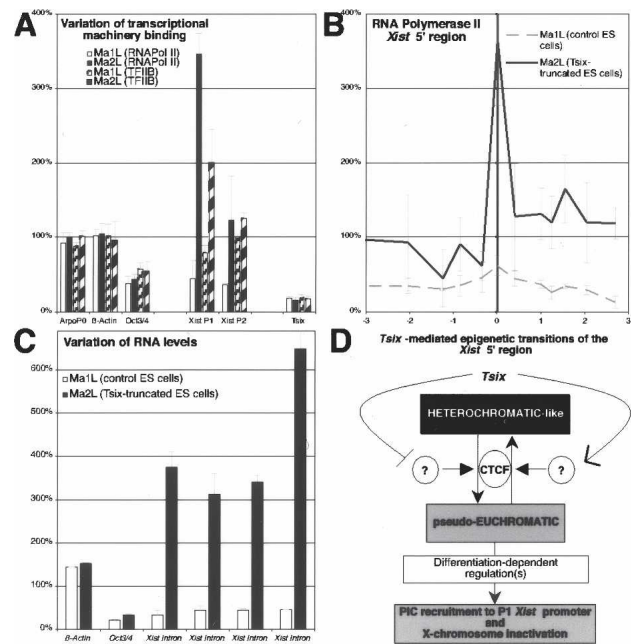 A
Variation of transcriptional
machinery binding
Ma1L (RNAPol II)
Ma2L (RNAPol II)
Ma1L (TFIIB)
Ma2L (TFIIB)
400%
300%
200%
100%
0%
ArpoP0 B-Actin Oct3/4 Xist P1 Xist P2 Tsix
B
RNA Polymerase II
Xist 5' region
Ma1L (control ES
cells)
Ma2L (Tsix-
truncated ES cells)
400%
300%
200%
100%
0%
-3 -2 -1 0 1 2 3
C
Variation of RNA levels
Ma1L (control ES cells)
Ma2L (Tsix-truncated ES cells)
600%
500%
400%
300%
200%
100%
0%
B-Actin Oct3/4 Xist intron Xist intron Xist intron Xist intron
Tsix -mediated epigenetic transitions of the
Xist 5' region
D
Tsix
HETEROCHROMATIC-like
? CTCF ?
pseudo-EUCHROMATIC
Differentiation-dependent
regulation(s)
PIC recruitment to P1 Xist promoter
and
X-chromosome inactivation